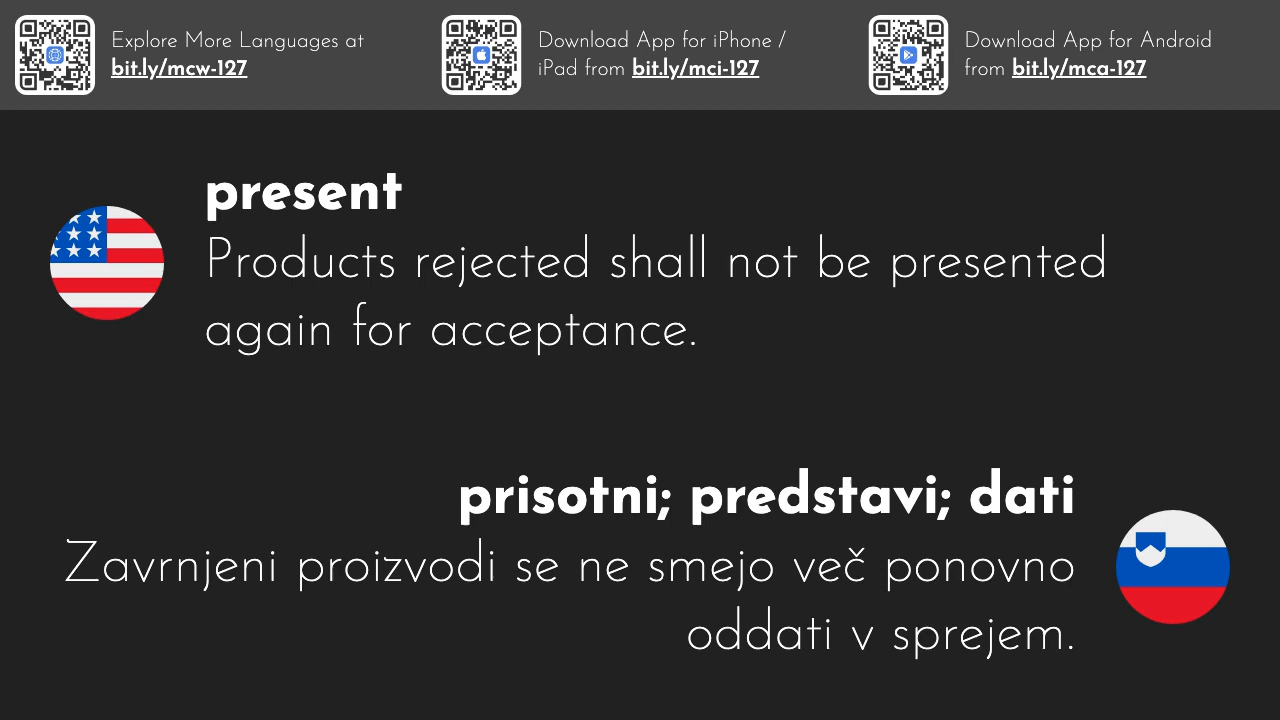 Explore More Languages at
bit.ly/mcw-127
Download App for iPhone /
iPad from bit.ly/mci-127
Download App for Android
from bit.ly/mca-127
present
Products rejected shall not be presented
again for acceptance.
prisotni; predstavi; dati
Zavrnjeni proizvodi se ne smejo več ponovno
oddati v sprejem.